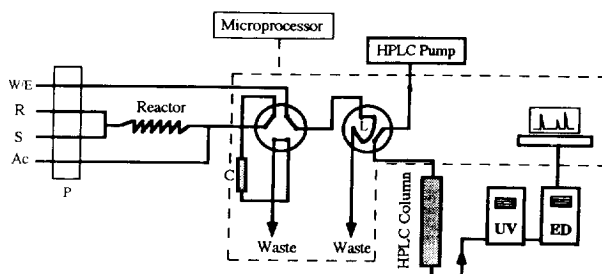 Microprocessor
HPLC Pump
W/E
R
Reactor
S
Ac
P
C
L
Waste
Waste
HPLC Column
UV
ED